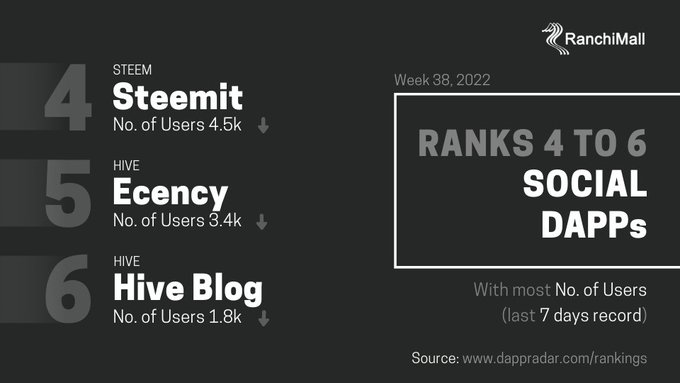 RanchiMall
4
STEEM
Steemit
No. of Users 4.5k
5
HIVE
Ecency
No. of Users 3.4k
6
HIVE
Hive Blog
No. of Users 1.8k
Week 38, 2022
RANKS 4 TO 6
SOCIAL
DAPPs
With most No. of Users
(last 7 days record)
Source: www.dappradar.com/rankings